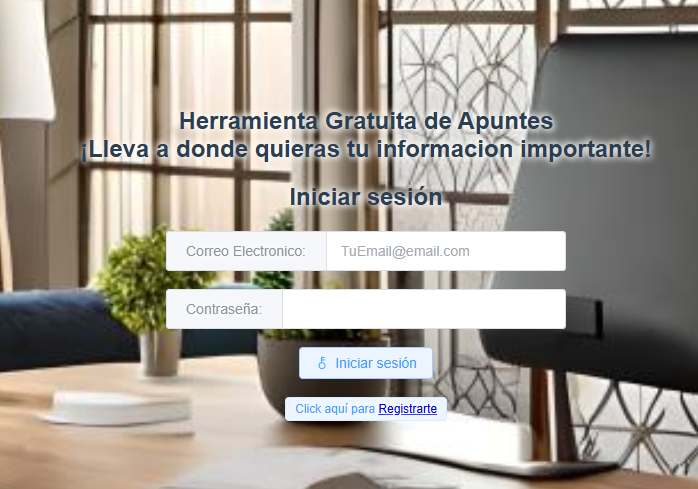 Herramienta Gratuita de Apuntes
¡Lleva a donde quieras tu informacion importante!
Iniciar sesión
Correo Electronico: TuEmail@email.com
Contraseña:
Iniciar sesión
Click aquí para Registrarte